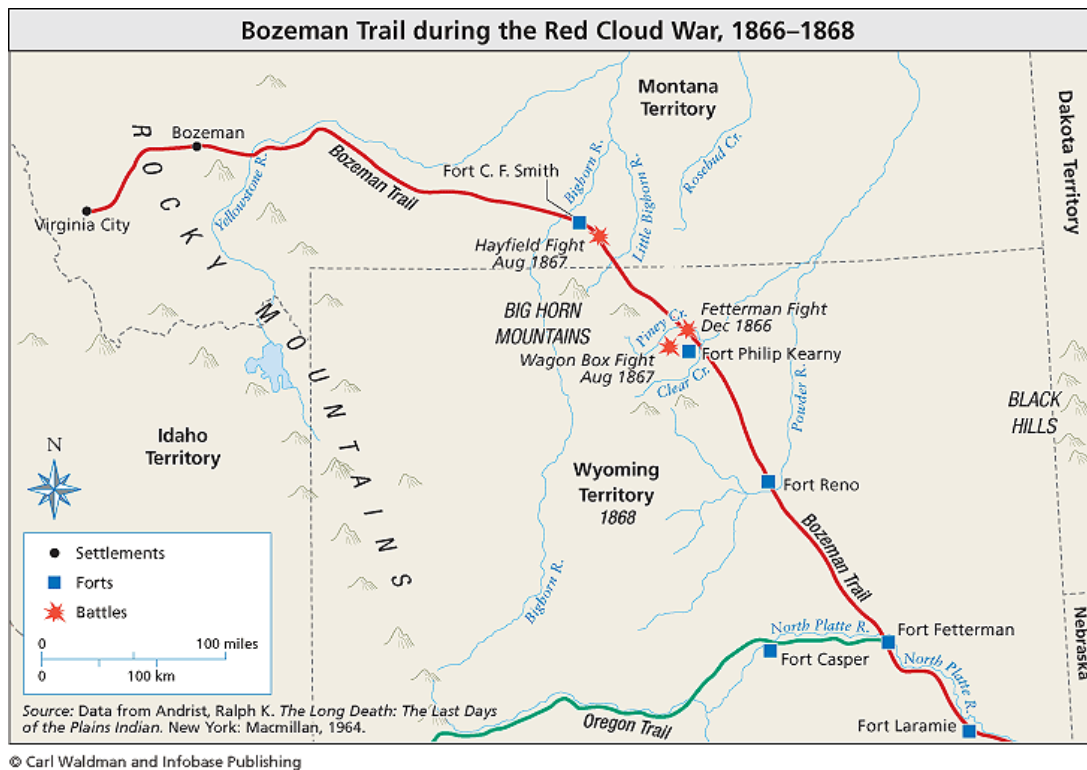 Bozeman Trail during the Red Cloud War, 1866–1868
Montana
Territory
Dakota Territory
ROCKY MOUNTAINS
Bozeman
Virginia City
Yellowstone R.
Bozeman Trail
Fort C. F. Smith
Bighorn R.
Little Bighorn R.
Rosebud Cr.
Hayfield Fight
Aug 1867
BIG HORN
MOUNTAINS
Fetterman Fight
Dec 1866
Piney Cr.
Wagon Box Fight
Aug 1867
Fort Philip Kearny
Clear Cr.
Powder R.
BLACK
HILLS
Idaho
Territory
N
Wyoming
Territory
1868
Fort Reno
Bozeman Trail
Bighorn R.
Settlements
Forts
Battles
0 100 miles
0 100 km
North Platte R.
Fort Fetterman
Fort Casper
North Platte R.
Nebraska
Oregon Trail
Fort Laramie
Source: Data from Andrist, Ralph K. The Long Death: The Last Days
of the Plains Indian. New York: Macmillan, 1964.
© Carl Waldman and Infobase Publishing